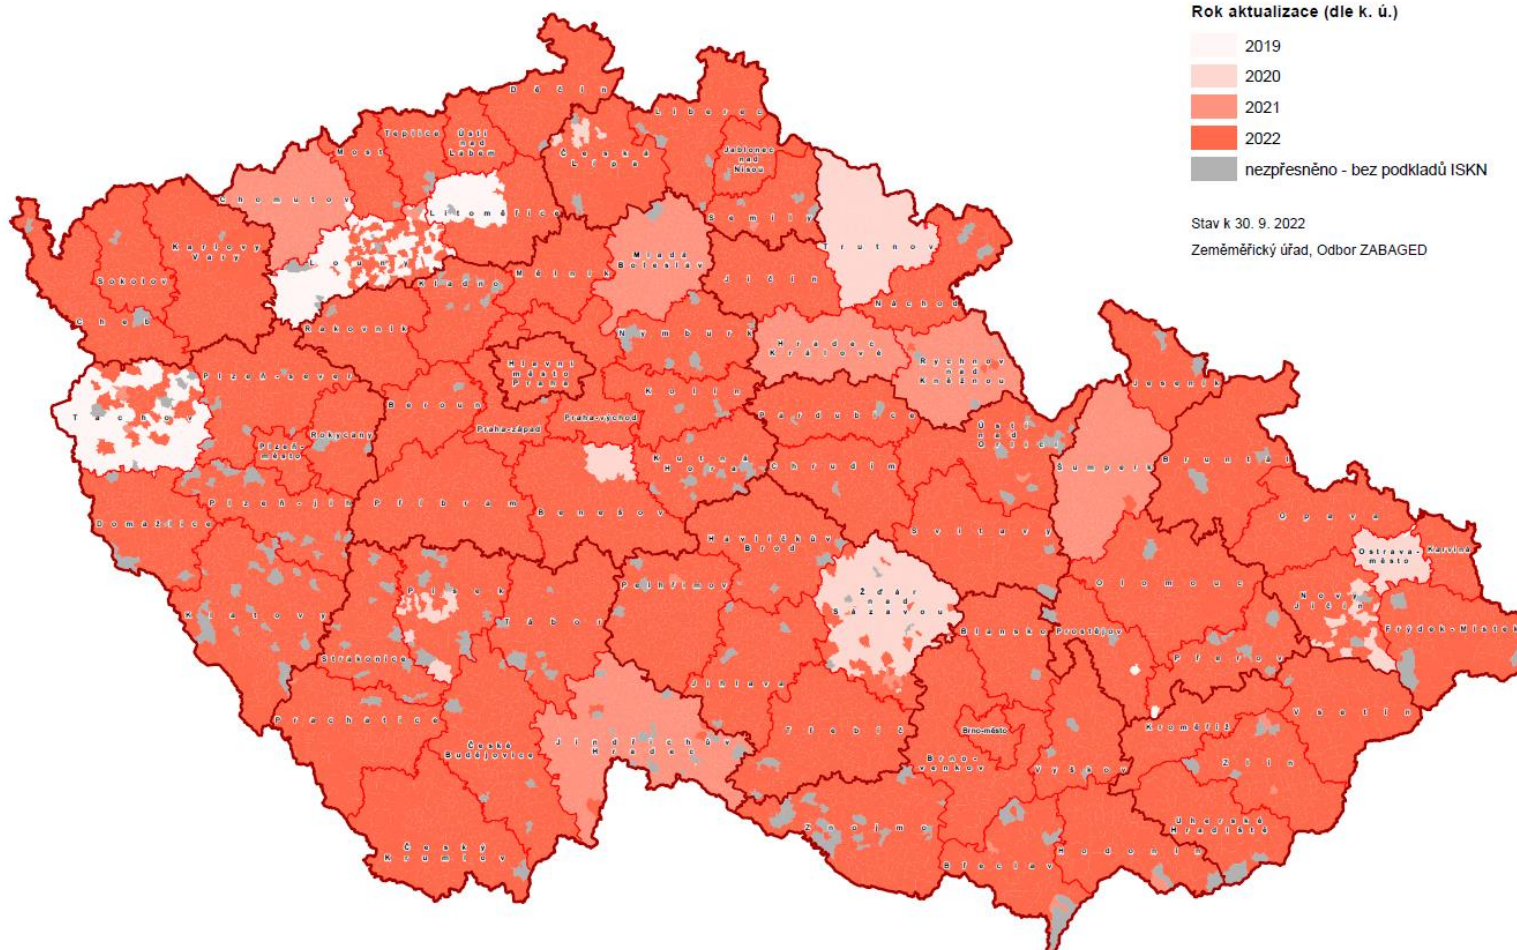 Rok aktualizace (dle k. ú.)
2019
2020
2021
2022
nezpřesněno - bez podkladů ISKN
Stav k 30. 9. 2022
Zeměměřický úřad, Odbor ZABAGED
Děčín
Liberec
Teplice
Ústí
nad
Labem
Most
Česká
Lípa
Jablonec
nad
Nisou
Chomutov
Litoměřice
Semily
Trutnov
Karlovy
Vary
Louny
Mladá
Boleslav
Sokolov
Kladno
Mělník
Jičín
Náchod
Cheb
Rakovník
Nymburk
Hradec
Králové
Rychnov
nad
Kněžnou
Hlavní
město
Praha
Plzeň-sever
Jeseník
Beroun
Kolín
Tachov
Praha-východ
Pardubice
Praha-západ
Ústí
nad
Orlicí
Rokycany
Plzeň-
město
Kutná
Hora
Chrudim
Šumperk
Bruntál
Plzeň-jih
Příbram
Benešov
Domažlice
Svitavy
Opava
Havlíčkův
Brod
Ostrava-
město
Karviná
Pelhřimov
Olomouc
Písek
Žďár
nad
Sázavou
Nový
Jičín
Klatovy
Tábor
Blansko
Prostějov
Frýdek-Místek
Strakonice
Přerov
Jihlava
Prachatice
Vsetín
Třebíč
Kroměříž
Brno-město
Jindřichův
Hradec
České
Budějovice
Brno-
venkov
Vyškov
Zlín
Znojmo
Uherské
Hradiště
Český
Krumlov
Hodonín
Břeclav